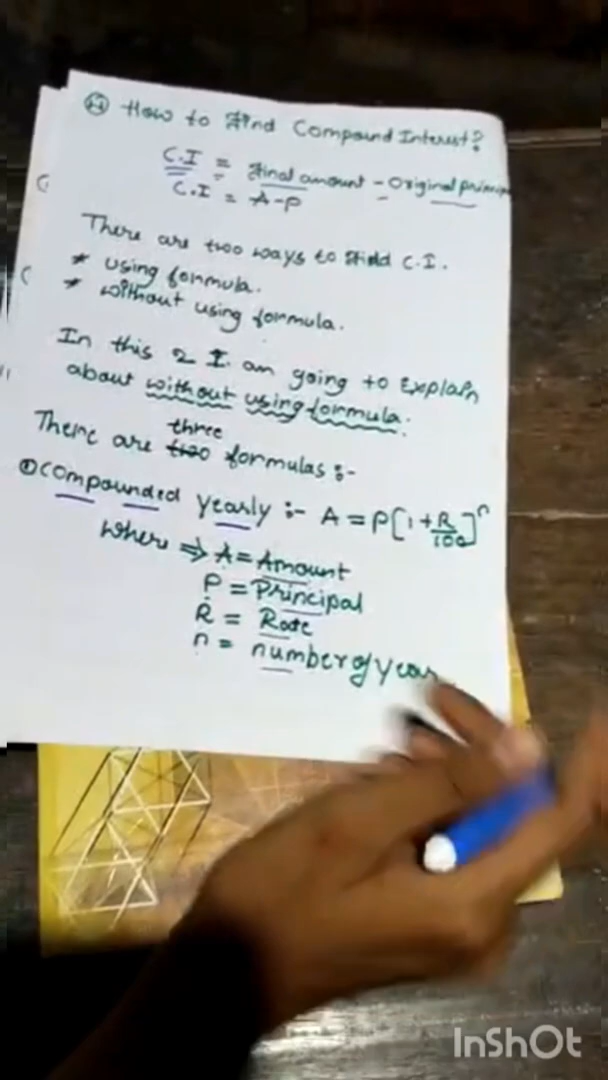 How to Find Compound Interest?
C.I = Final amount - Original princip
C.I = A-P
There are two ways to find C.I.
* using formula.
* without using formula.
In this 2 I am going to Explain
about without using formula.
three
There are two formulas :-
① compounded yearly :- A = P[1+R/100]^n
where ⇒ A = Amount
P = Principal
R = Rate
n = number of year
InShOt